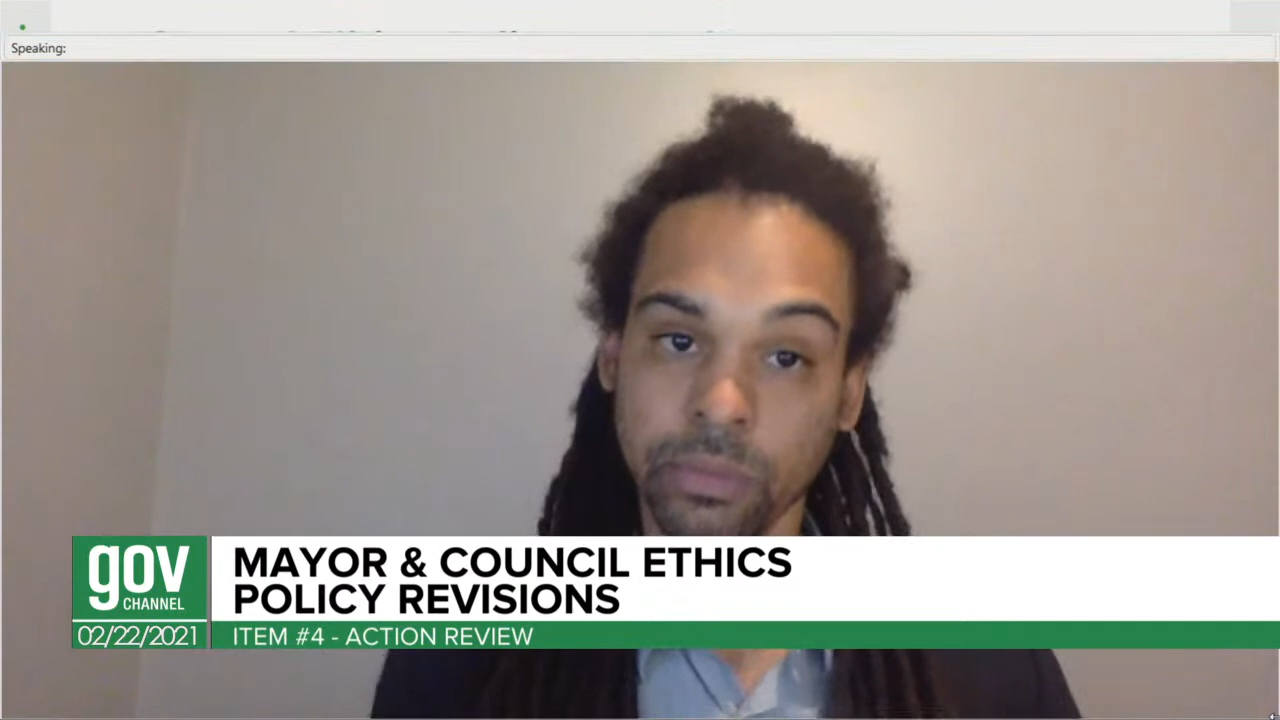 Speaking:
gov
CHANNEL
02/22/2021
MAYOR & COUNCIL ETHICS
POLICY REVISIONS
ITEM #4 - ACTION REVIEW